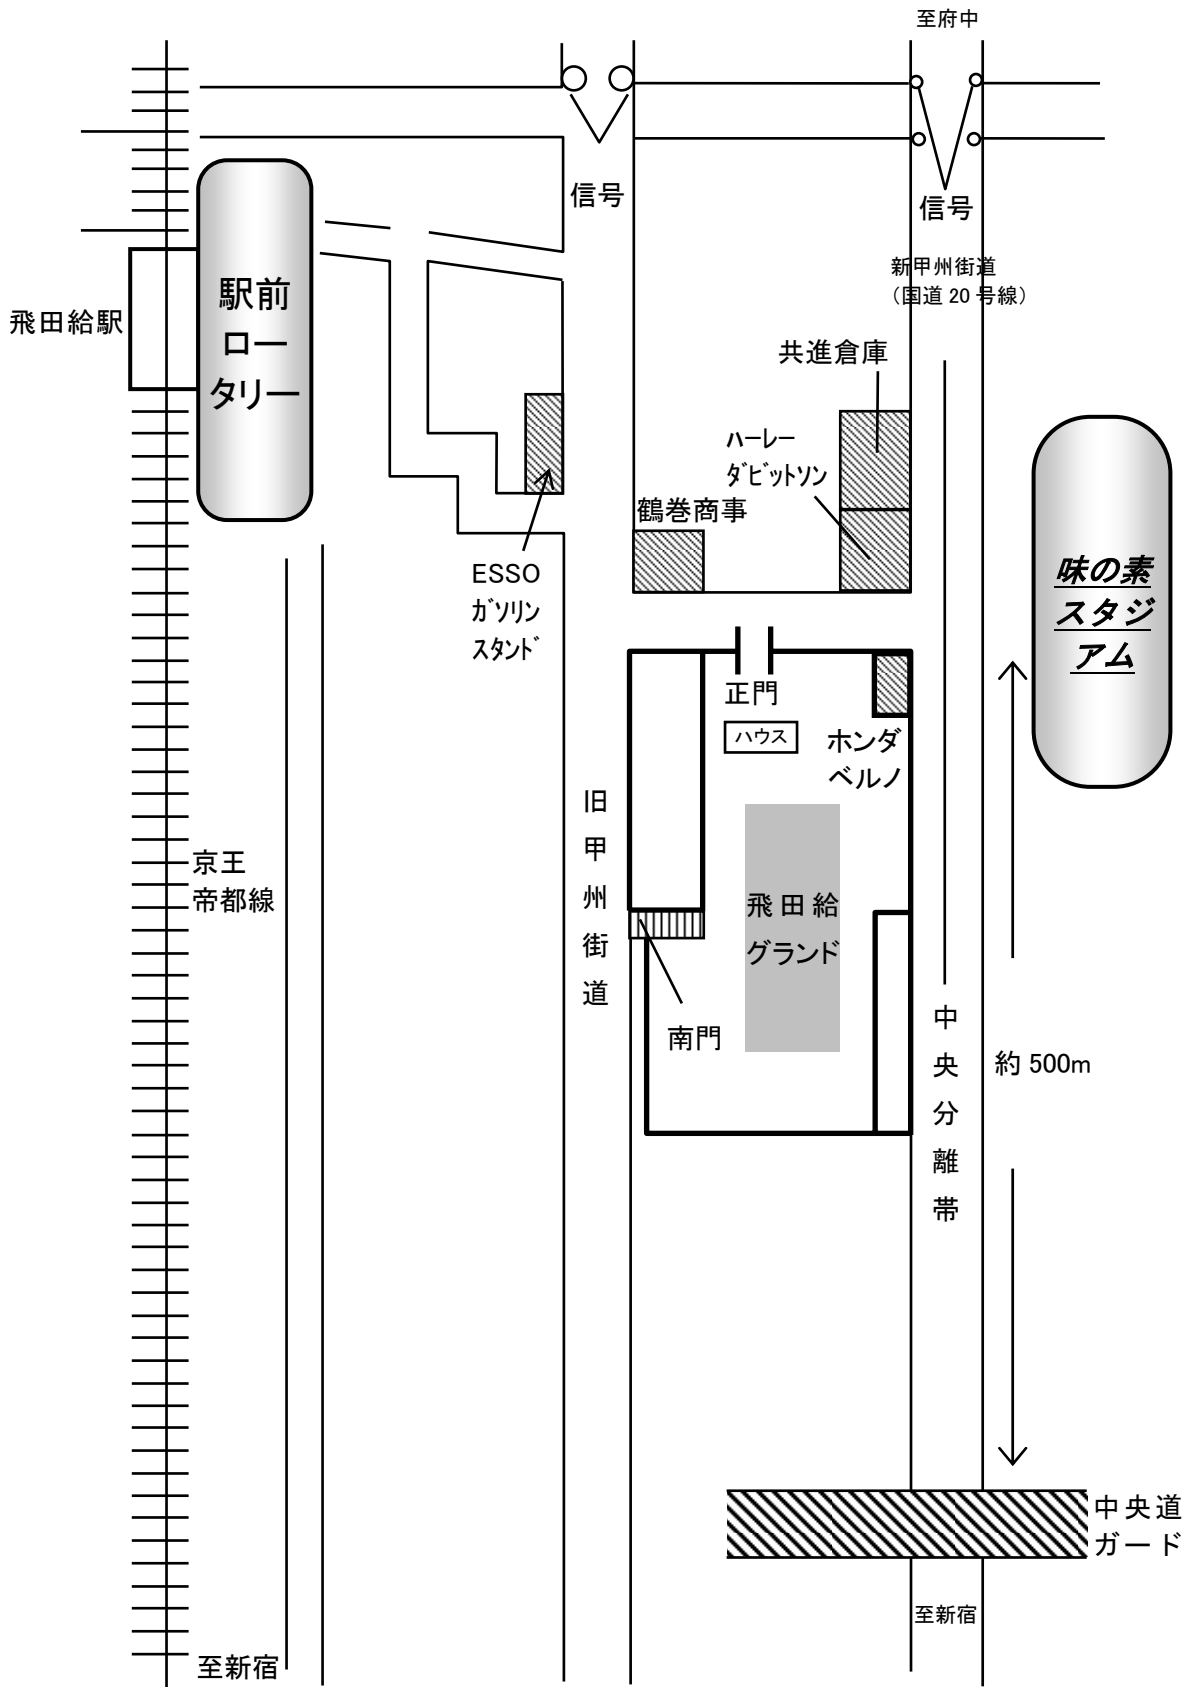 至府中
信号
信号
新甲州街道
（国道 20 号線）
飛田給駅
駅前
ロー
タリー
共進倉庫
ﾊｰﾚｰ
ﾀﾞﾋﾞｯﾄｿﾝ
鶴巻商事
ESSO
ｶﾞｿﾘﾝ
ｽﾀﾝﾄﾞ
味の素
スタジ
アム
正門
ハウス
ホンダ
ベルノ
旧甲州街道
京王
帝都線
飛田給
グランド
南門
中央分離帯
約 500m
中央道
ガード
至新宿
至新宿